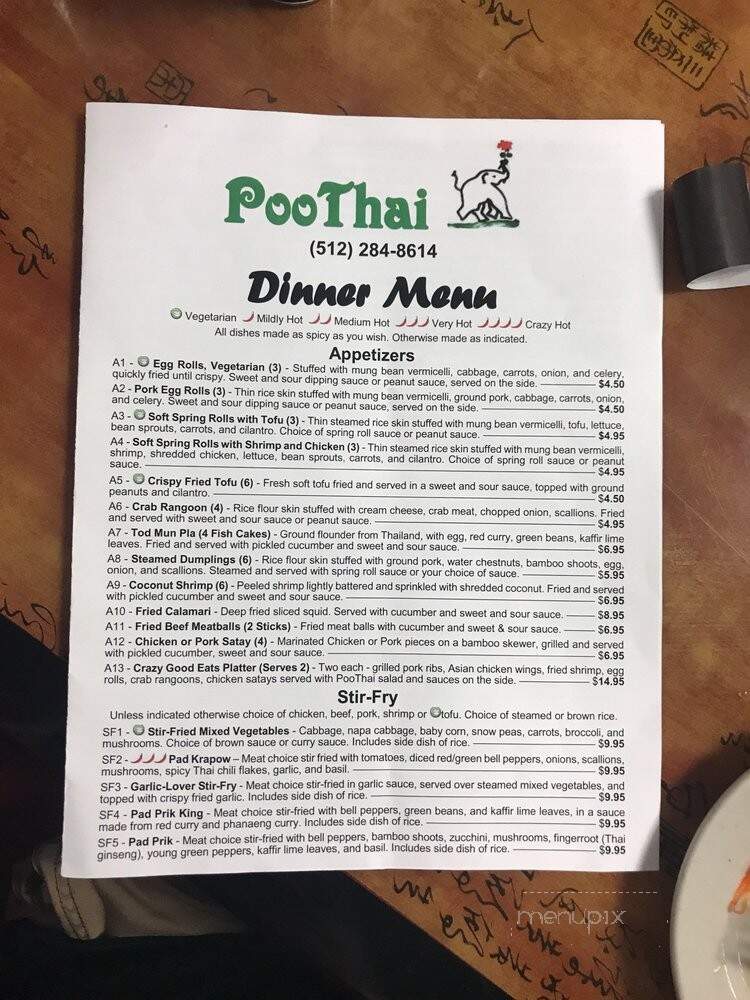 PooThai
(512) 284-8614
Dinner Menu
Vegetarian Mildly Hot Medium Hot Very Hot Crazy Hot
All dishes made as spicy as you wish. Otherwise made as indicated.
Appetizers
A1 - Egg Rolls, Vegetarian (3) - Stuffed with mung bean vermicelli, cabbage, carrots, onion, and celery,
quickly fried until crispy. Sweet and sour dipping sauce or peanut sauce, served on the side. $4.50
A2 - Pork Egg Rolls (3) - Thin rice skin stuffed with mung bean vermicelli, ground pork, cabbage, carrots, onion,
and celery. Sweet and sour dipping sauce or peanut sauce, served on the side. $4.50
A3 - Soft Spring Rolls with Tofu (3) - Thin steamed rice skin stuffed with mung bean vermicelli, tofu, lettuce,
bean sprouts, carrots, and cilantro. Choice of spring roll sauce or peanut sauce. $4.95
A4 - Soft Spring Rolls with Shrimp and Chicken (3) - Thin steamed rice skin stuffed with mung bean vermicelli,
shrimp, shredded chicken, lettuce, bean sprouts, carrots, and cilantro. Choice of spring roll sauce or peanut
sauce. $4.95
A5 - Crispy Fried Tofu (6) - Fresh soft tofu fried and served in a sweet and sour sauce, topped with ground
peanuts and cilantro. $4.50
A6 - Crab Rangoon (4) - Rice flour skin stuffed with cream cheese, crab meat, chopped onion, scallions. Fried
and served with sweet and sour sauce or peanut sauce. $4.95
A7 - Tod Mun Pla (4 Fish Cakes) - Ground flounder from Thailand, with egg, red curry, green beans, kaffir lime
leaves. Fried and served with pickled cucumber and sweet and sour sauce. $6.95
A8 - Steamed Dumplings (6) - Rice flour skin stuffed with ground pork, water chestnuts, bamboo shoots, egg,
onion, and scallions. Steamed and served with spring roll sauce or your choice of sauce. $5.95
A9 - Coconut Shrimp (6) - Peeled shrimp lightly battered and sprinkled with shredded coconut. Fried and served
with pickled cucumber and sweet and sour sauce. $6.95
A10 - Fried Calamari - Deep fried sliced squid. Served with cucumber and sweet and sour sauce. $8.95
A11 - Fried Beef Meatballs (2 Sticks) - Fried meat balls with cucumber and sweet & sour sauce. $6.95
A12 - Chicken or Pork Satay (4) - Marinated Chicken or Pork pieces on a bamboo skewer, grilled and served
with pickled cucumber, sweet and sour sauce. $6.95
A13 - Crazy Good Eats Platter (Serves 2) - Two each - grilled pork ribs, Asian chicken wings, fried shrimp, egg
rolls, crab rangoons, chicken satays served with PooThai salad and sauces on the side. $14.95
Stir-Fry
Unless indicated otherwise choice of chicken, beef, pork, shrimp or tofu. Choice of steamed or brown rice.
SF1 - Stir-Fried Mixed Vegetables - Cabbage, napa cabbage, baby corn, snow peas, carrots, broccoli, and
mushrooms. Choice of brown sauce or curry sauce. Includes side dish of rice. $9.95
SF2 - Pad Krapow – Meat choice stir fried with tomatoes, diced red/green bell peppers, onions, scallions,
mushrooms, spicy Thai chili flakes, garlic, and basil. $9.95
SF3 - Garlic-Lover Stir-Fry - Meat choice stir-fried in garlic sauce, served over steamed mixed vegetables, and
topped with crispy fried garlic. Includes side dish of rice. $9.95
SF4 - Pad Prik King - Meat choice stir-fried with bell peppers, green beans, and kaffir lime leaves, in a sauce
made from red curry and phanaeng curry. Includes side dish of rice. $9.95
SF5 - Pad Prik - Meat choice stir-fried with bell peppers, bamboo shoots, zucchini, mushrooms, fingerroot (Thai
ginseng), young green peppers, kaffir lime leaves, and basil. Includes side dish of rice. $9.95
menupix